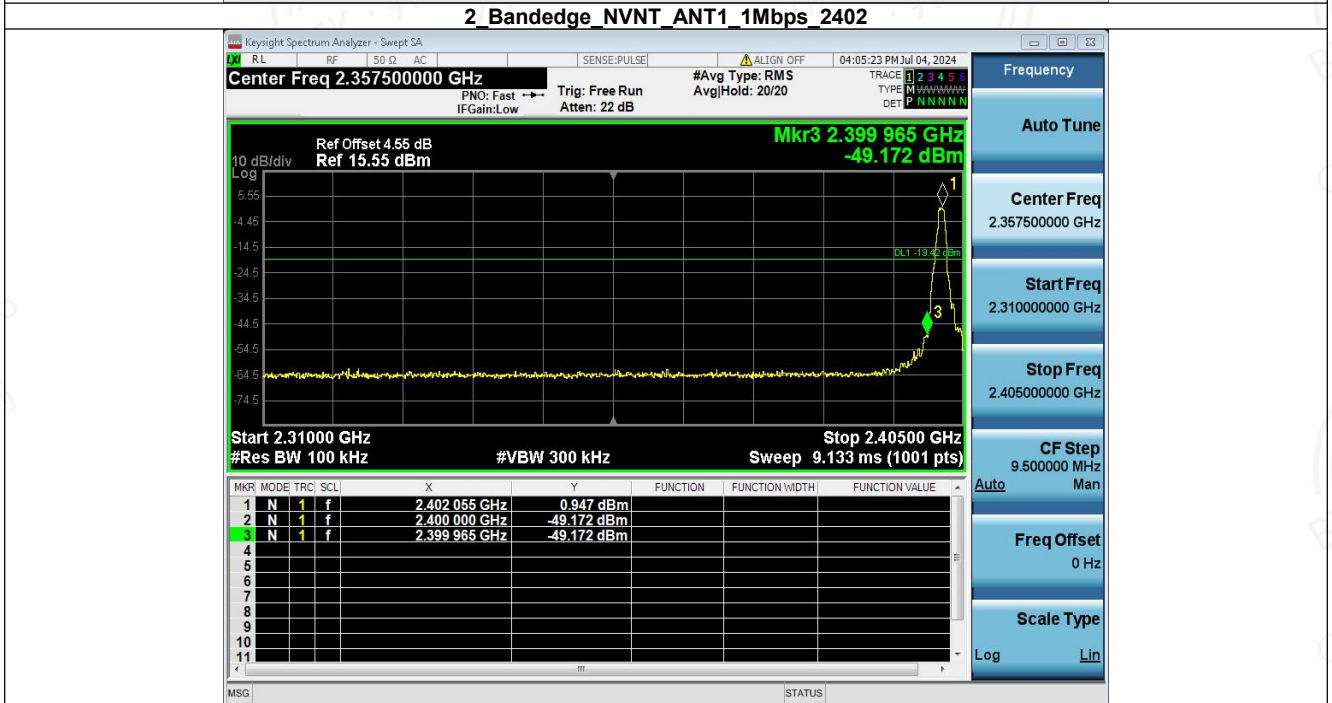 2_Bandedge_NVNT_ANT1_1Mbps_2402
Keysight Spectrum Analyzer - Swept SA
LXI RL RF 50 Ω AC SENSE:PULSE ALIGN OFF 04:05:23 PM Jul 04, 2024
Center Freq 2.357500000 GHz
PNO: Fast
IFGain:Low
Trig: Free Run
Atten: 22 dB
#Avg Type: RMS
Avg|Hold: 20/20
TRACE 1 2 3 4 5 6
TYPE M WWWWW
DET P N N N N N
Mkr3 2.399 965 GHz
-49.172 dBm
Ref Offset 4.55 dB
10 dB/div Ref 15.55 dBm
Log
5.55
-4.45
-14.5
-24.5
-34.5
-44.5
-54.5
-64.5
-74.5
1
DL1 -19.42 dBm
3
Start 2.31000 GHz Stop 2.40500 GHz
#Res BW 100 kHz #VBW 300 kHz Sweep 9.133 ms (1001 pts)
MKR MODE TRC SCL X Y FUNCTION FUNCTION WIDTH FUNCTION VALUE
1 N 1 f 2.402 055 GHz 0.947 dBm
2 N 1 f 2.400 000 GHz -49.172 dBm
3 N 1 f 2.399 965 GHz -49.172 dBm
4
5
6
7
8
9
10
11
MSG STATUS
Frequency
Auto Tune
Center Freq
2.357500000 GHz
Start Freq
2.310000000 GHz
Stop Freq
2.405000000 GHz
CF Step
9.500000 MHz
Auto Man
Freq Offset
0 Hz
Scale Type
Log Lin